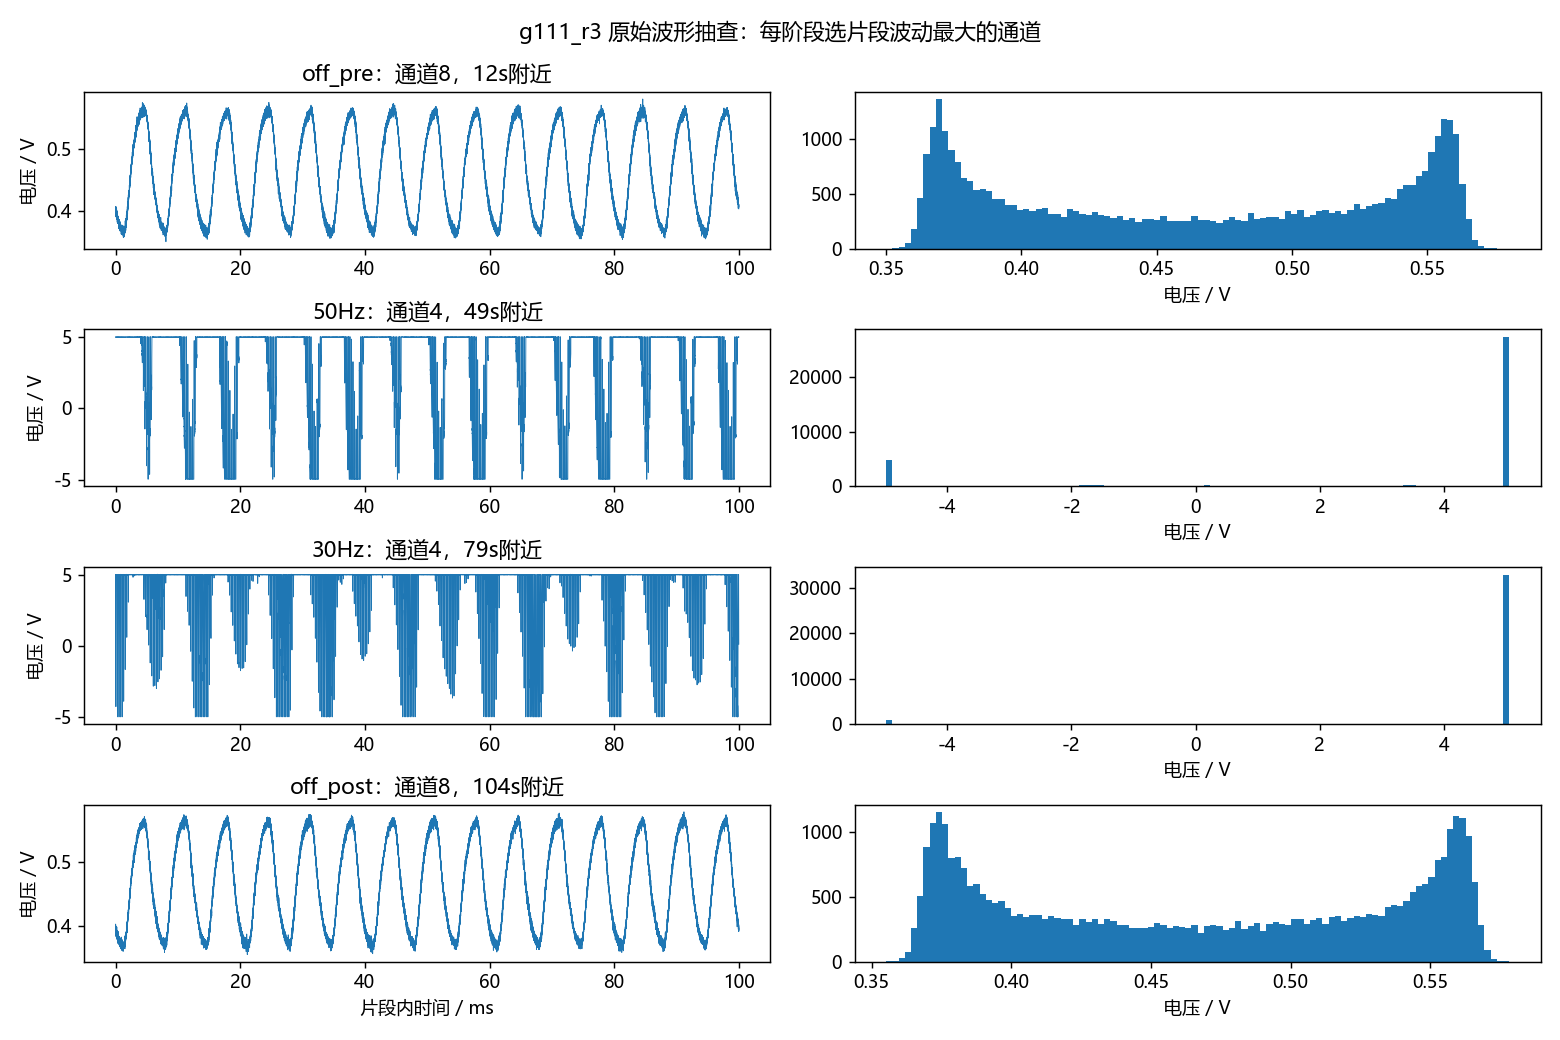 g111_r3 原始波形抽查：每阶段选片段波动最大的通道
off_pre：通道8，12s附近
电压 / V
0.5
0.4
0 20 40 60 80 100
1000
500
0
0.35 0.40 0.45 0.50 0.55
电压 / V
50Hz：通道4，49s附近
电压 / V
5
0
-5
0 20 40 60 80 100
20000
10000
0
-4 -2 0 2 4
电压 / V
30Hz：通道4，79s附近
电压 / V
5
0
-5
0 20 40 60 80 100
30000
20000
10000
0
-4 -2 0 2 4
电压 / V
off_post：通道8，104s附近
电压 / V
0.5
0.4
0 20 40 60 80 100
片段内时间 / ms
1000
500
0
0.35 0.40 0.45 0.50 0.55
电压 / V